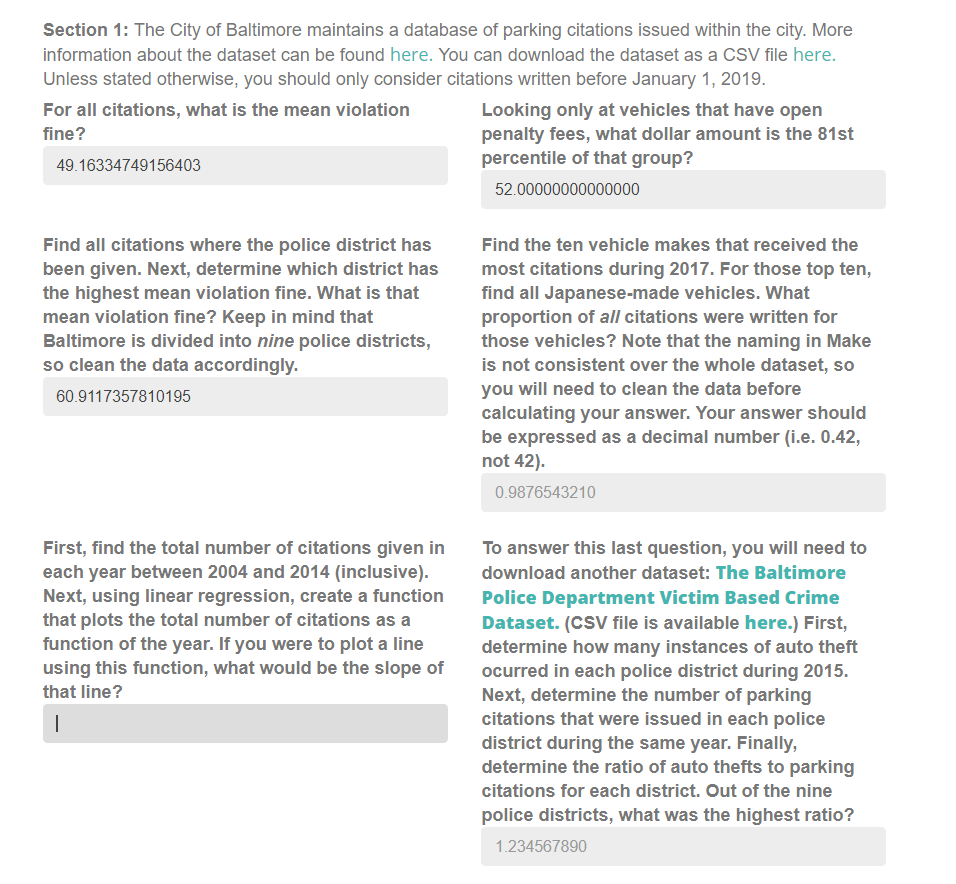 Section 1: The City of Baltimore maintains a database of parking citations issued within the city. More
information about the dataset can be found here. You can download the dataset as a CSV file here.
Unless stated otherwise, you should only consider citations written before January 1, 2019.
For all citations, what is the mean violation
fine?
49.16334749156403
Looking only at vehicles that have open
penalty fees, what dollar amount is the 81st
percentile of that group?
52.00000000000000
Find all citations where the police district has
been given. Next, determine which district has
the highest mean violation fine. What is that
mean violation fine? Keep in mind that
Baltimore is divided into nine police districts,
so clean the data accordingly.
60.9117357810195
Find the ten vehicle makes that received the
most citations during 2017. For those top ten,
find all Japanese-made vehicles. What
proportion of all citations were written for
those vehicles? Note that the naming in Make
is not consistent over the whole dataset, so
you will need to clean the data before
calculating your answer. Your answer should
be expressed as a decimal number (i.e. 0.42,
not 42).
0.9876543210
First, find the total number of citations given in
each year between 2004 and 2014 (inclusive).
Next, using linear regression, create a function
that plots the total number of citations as a
function of the year. If you were to plot a line
using this function, what would be the slope of
that line?
To answer this last question, you will need to
download another dataset: The Baltimore
Police Department Victim Based Crime
Dataset. (CSV file is available here.) First,
determine how many instances of auto theft
ocurred in each police district during 2015.
Next, determine the number of parking
citations that were issued in each police
district during the same year. Finally,
determine the ratio of auto thefts to parking
citations for each district. Out of the nine
police districts, what was the highest ratio?
1.234567890